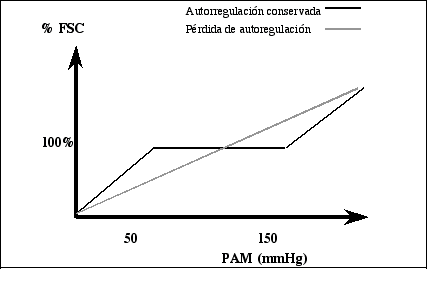 Autorregulación conservada
% FSC
Pérdida de autoregulación
100%
50
150
PAM (mmHg)